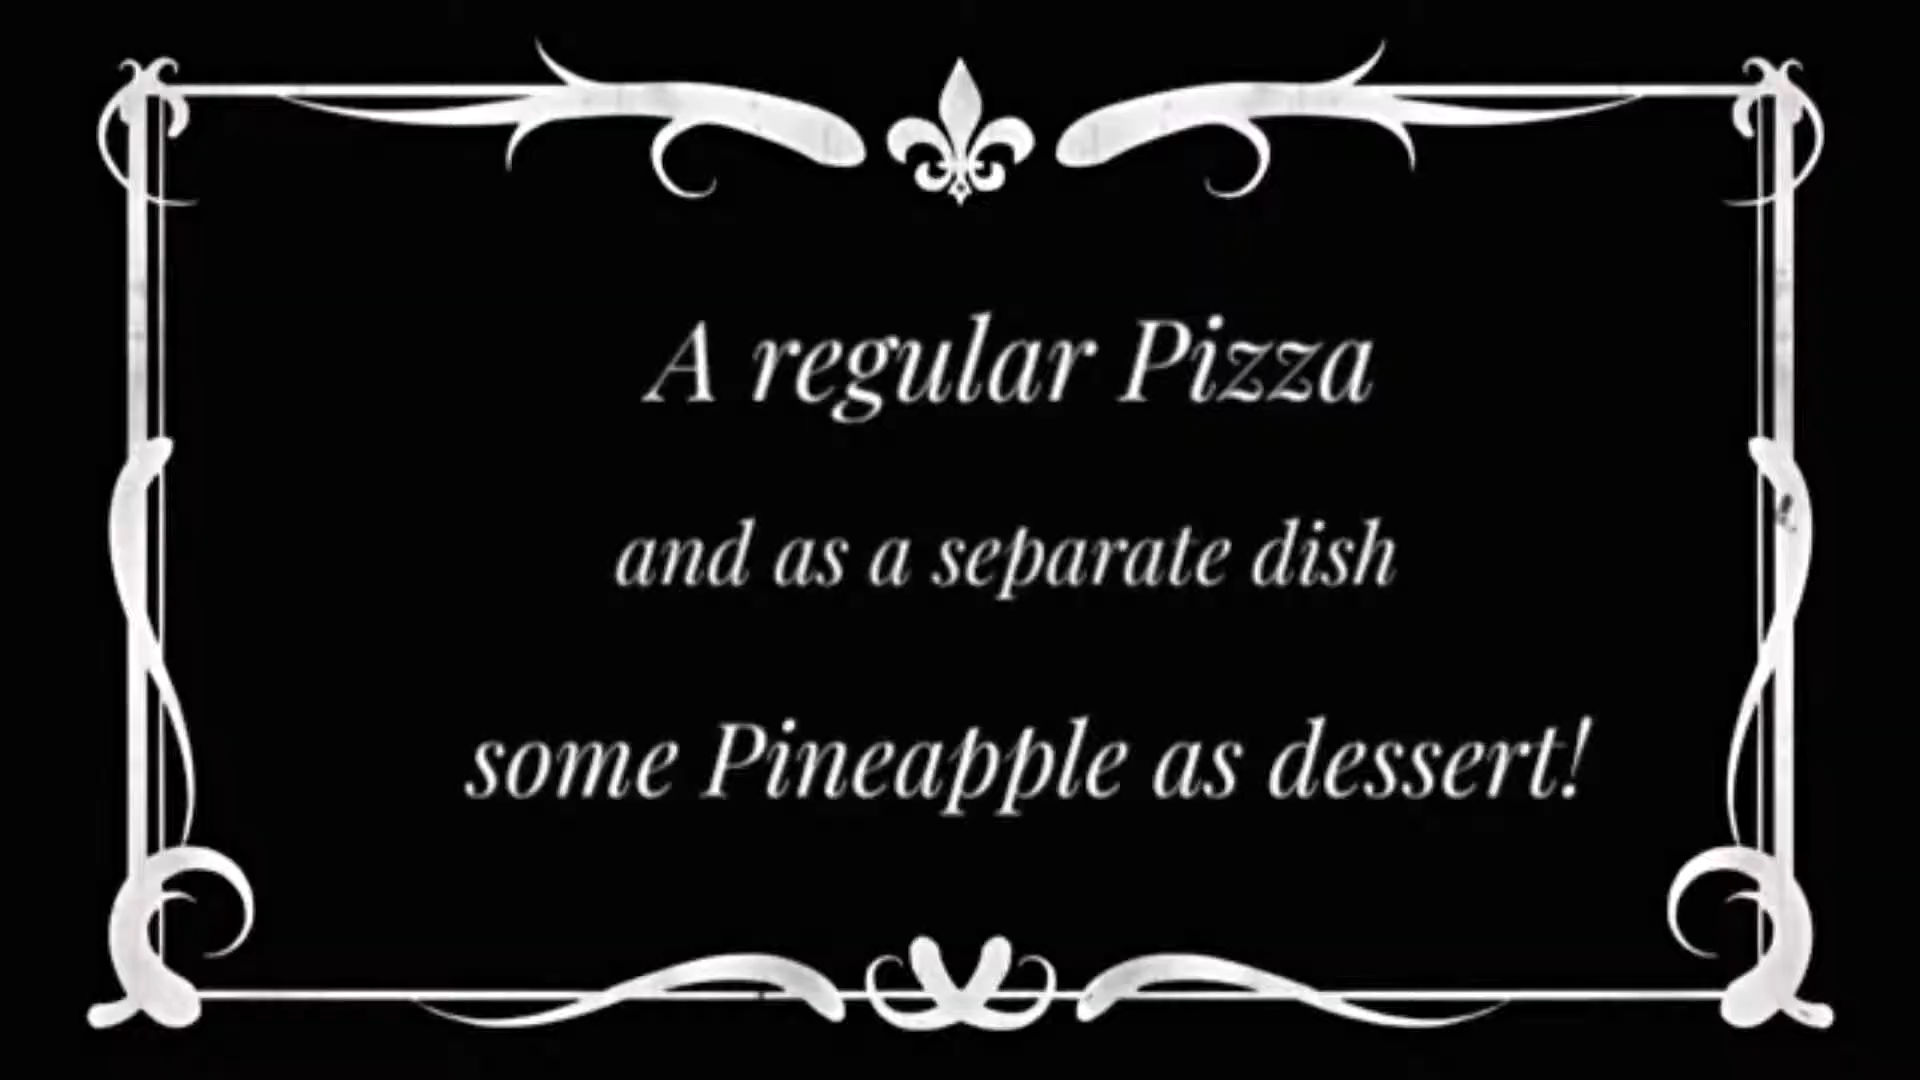 A regular Pizza
and as a separate dish
some Pineapple as dessert!